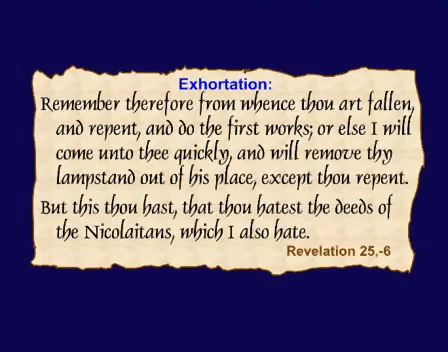 Exhortation:
Remember therefore from whence thou art fallen,
and repent, and do the first works; or else I will
come unto thee quickly, and will remove thy
lampstand out of his place, except thou repent.
But this thou hast, that thou hatest the deeds of
the Nicolaitans, which I also hate.
Revelation 25,-6